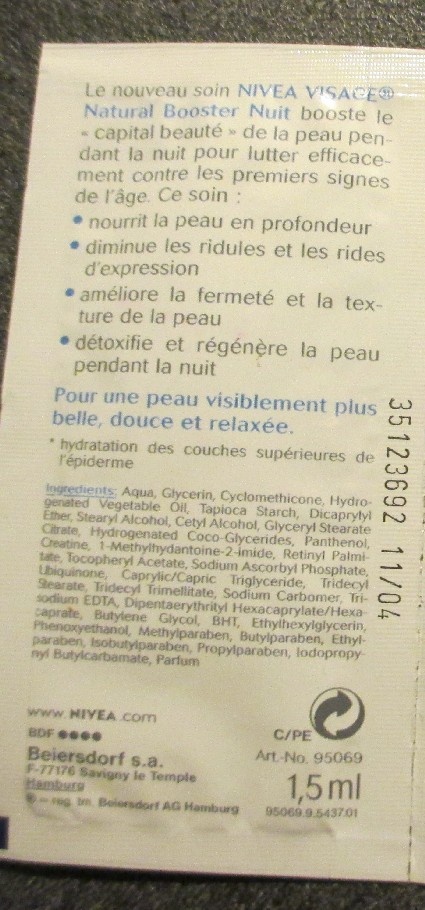 Le nouveau soin NIVEA VISAGE®
Natural Booster Nuit booste le
« capital beauté » de la peau pen-
dant la nuit pour lutter efficace-
ment contre les premiers signes
de l'âge. Ce soin :
• nourrit la peau en profondeur
• diminue les ridules et les rides
d'expression
• améliore la fermeté et la tex-
ture de la peau
• détoxifie et régénère la peau
pendant la nuit
Pour une peau visiblement plus
belle, douce et relaxée.
* hydratation des couches supérieures de
l'épiderme
Ingredients: Aqua, Glycerin, Cyclomethicone, Hydro-
genated Vegetable Oil, Tapioca Starch, Dicaprylyl
Ether, Stearyl Alcohol, Cetyl Alcohol, Glyceryl Stearate
Citrate, Hydrogenated Coco-Glycerides, Panthenol,
Creatine, 1-Methylhydantoine-2-Imide, Retinyl Palmi-
tate, Tocopheryl Acetate, Sodium Ascorbyl Phosphate,
Ubiquinone, Caprylic/Capric Triglyceride, Tridecyl
Stearate, Tridecyl Trimellitate, Sodium Carbomer, Tri-
sodium EDTA, Dipentaerythrityl Hexacaprylate/Hexa-
caprate, Butylene Glycol, BHT, Ethylhexylglycerin,
Phenoxyethanol, Methylparaben, Butylparaben, Ethyl-
paraben, Isobutylparaben, Propylparaben, Iodopropy-
nyl Butylcarbamate, Parfum
35123692 11/04
www.NIVEA.com
BDF ●●●●
Beiersdorf s.a.
F-77176 Savigny le Temple
Hamburg
® = reg. tm. Beiersdorf AG Hamburg
C/PE
Art.-No. 95069
1,5 ml
95069.9.5437.01